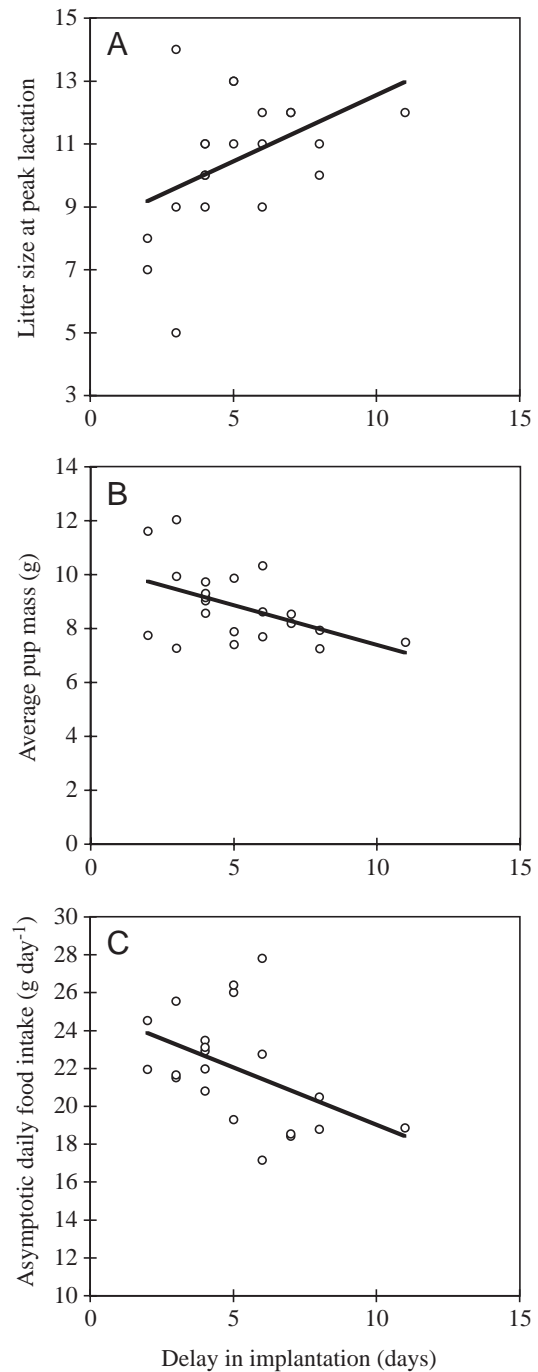 A
Litter size at peak lactation
15
13
11
9
7
5
3
0 5 10 15
B
Average pup mass (g)
14
12
10
8
6
4
2
0
0 5 10 15
C
Asymptotic daily food intake (g day-1)
30
28
26
24
22
20
18
16
14
12
10
0 5 10 15
Delay in implantation (days)